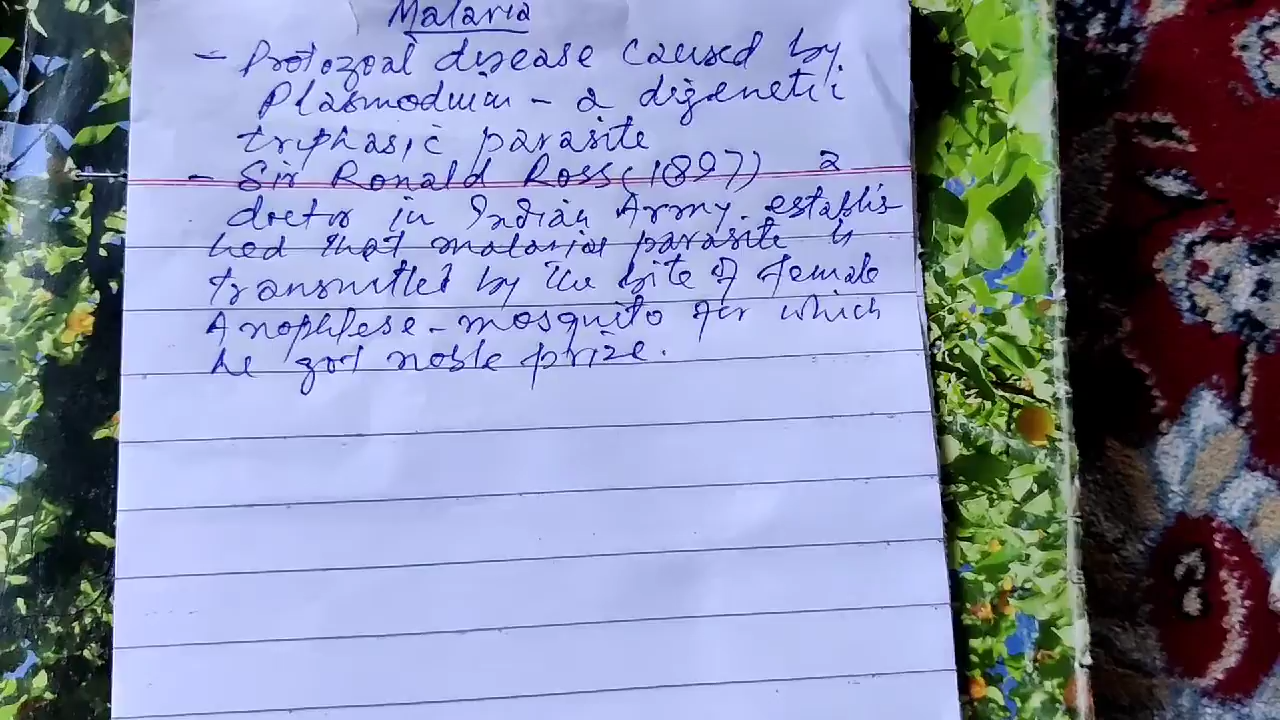 Malaria
- Protozoal disease caused by
Plasmodium - a digenetic
triphasic parasite
- Sir Ronald Ross (1897) a
doctor in Indian Army. establis
hed that malarial parasite is
transmitted by the bite of female
Anophlese - mosquito for which
he got noble prize.